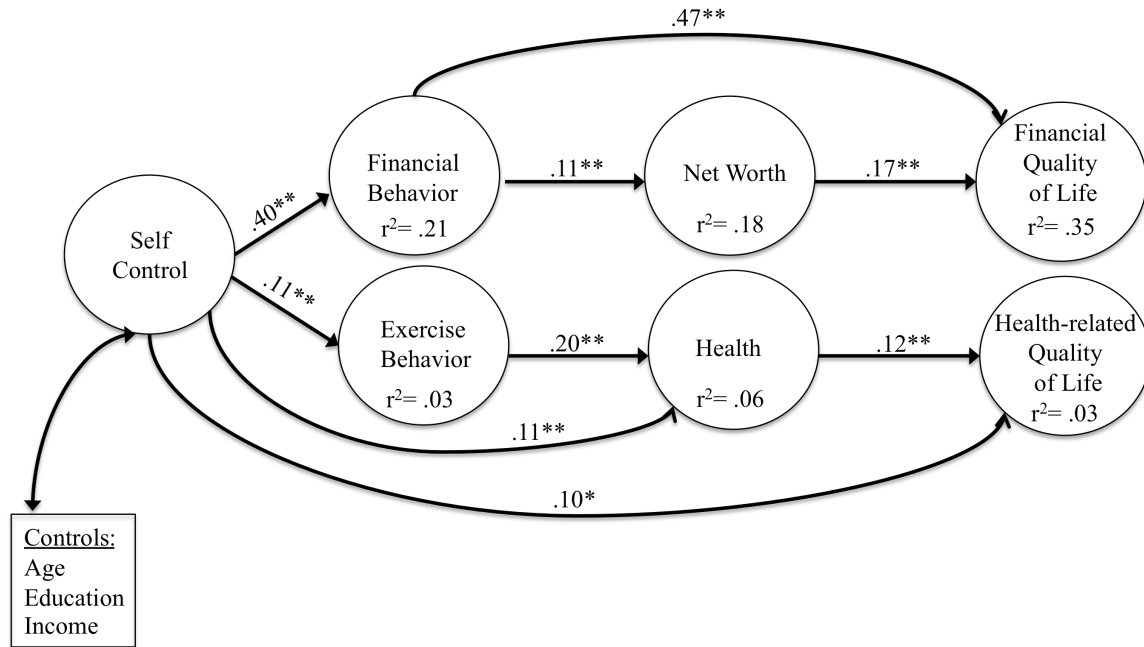 .47**
Financial
Behavior
r²= .21
.11**
Net Worth
r²= .18
.17**
Financial
Quality
of Life
r²= .35
Self
Control
.40**
.11**
Exercise
Behavior
r²= .03
.20**
Health
r²= .06
.12**
Health-related
Quality
of Life
r²= .03
.11**
.10*
Controls:
Age
Education
Income